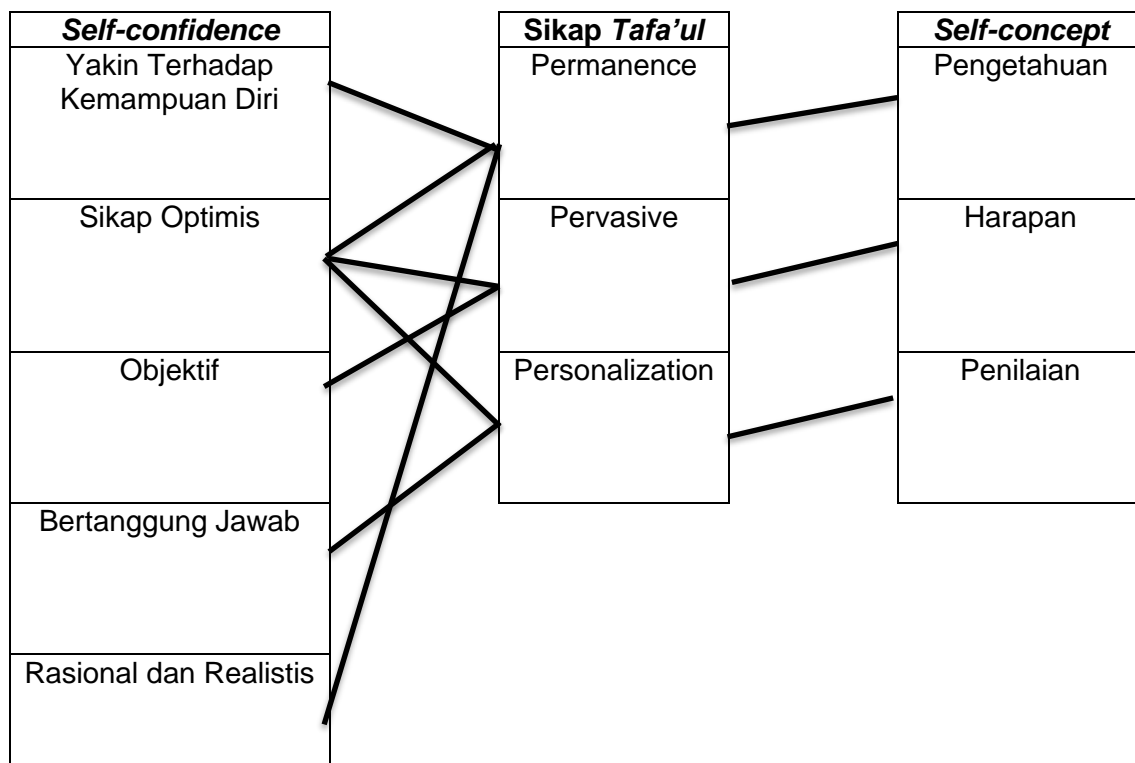 Self-confidence
Yakin Terhadap
Kemampuan Diri
Sikap Optimis
Objektif
Bertanggung Jawab
Rasional dan Realistis
Sikap Tafa’ul
Permanence
Pervasive
Personalization
Self-concept
Pengetahuan
Harapan
Penilaian